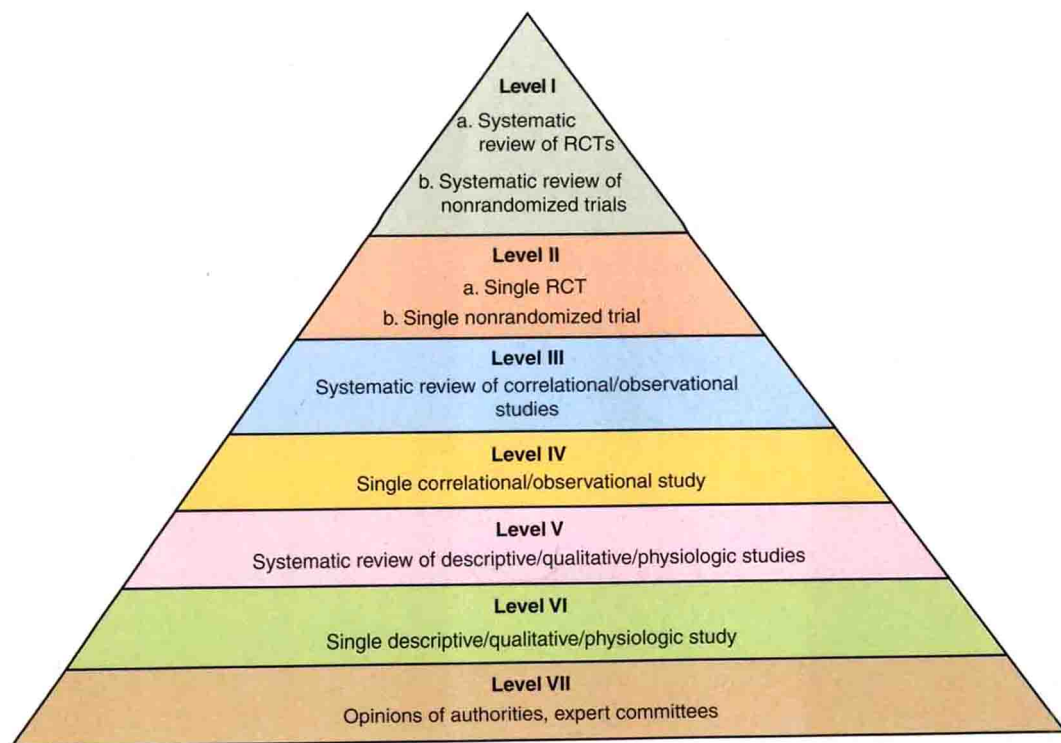 Level I
a. Systematic
review of RCTs
b. Systematic review of
nonrandomized trials
Level II
a. Single RCT
b. Single nonrandomized trial
Level III
Systematic review of correlational/observational
studies
Level IV
Single correlational/observational study
Level V
Systematic review of descriptive/qualitative/physiologic studies
Level VI
Single descriptive/qualitative/physiologic study
Level VII
Opinions of authorities, expert committees